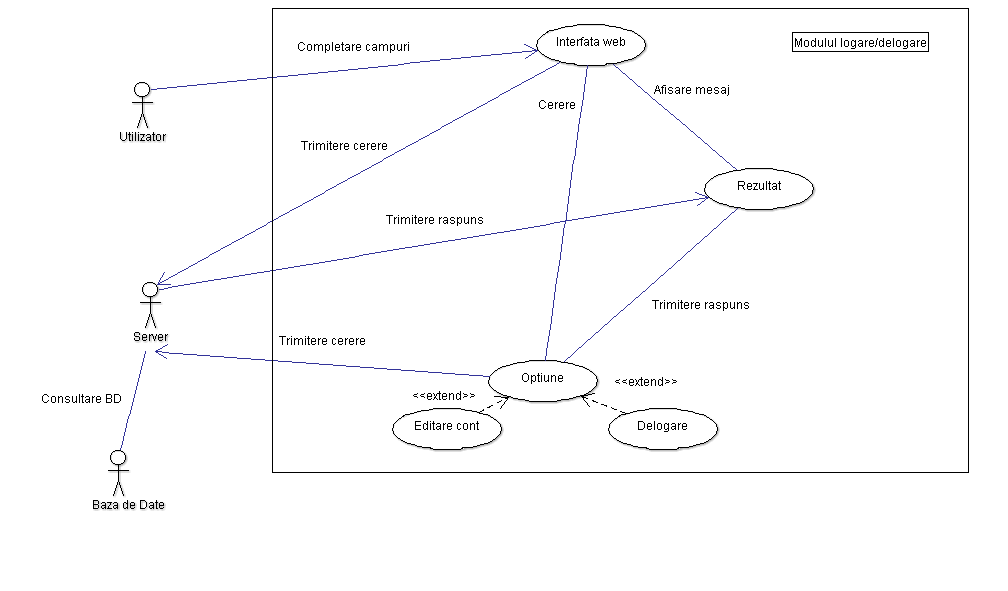 Interfata web
Modulul logare/delogare
Completare campuri
Afisare mesaj
Cerere
Utilizator
Trimitere cerere
Rezultat
Trimitere raspuns
Trimitere raspuns
Server
Trimitere cerere
Optiune
<<extend>>
<<extend>>
Consultare BD
Editare cont
Delogare
Baza de Date